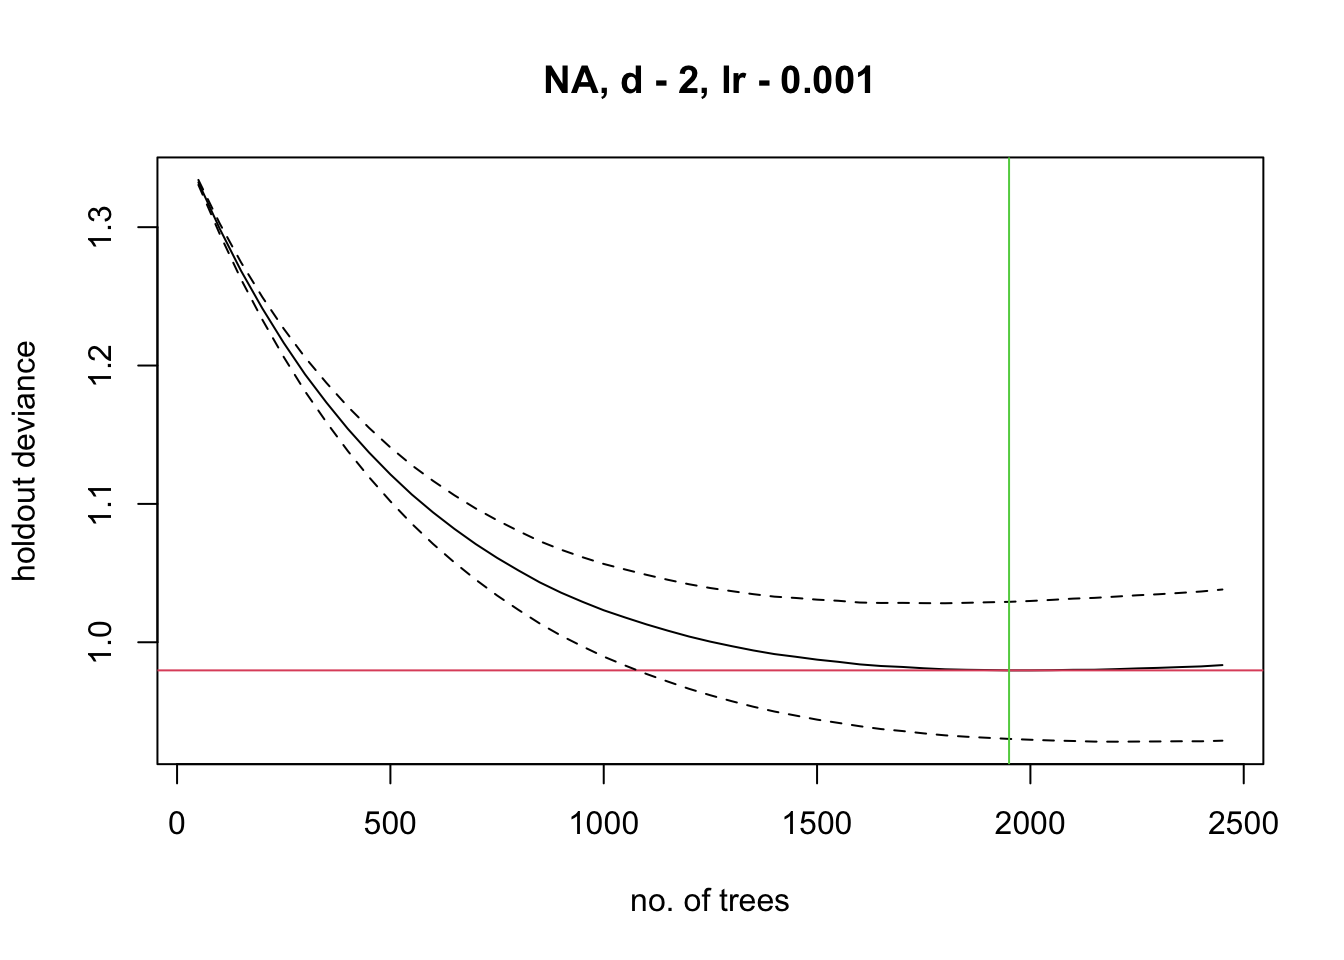 NA, d - 2, lr - 0.001
holdout deviance
1.3
1.2
1.1
1.0
0 500 1000 1500 2000 2500
no. of trees